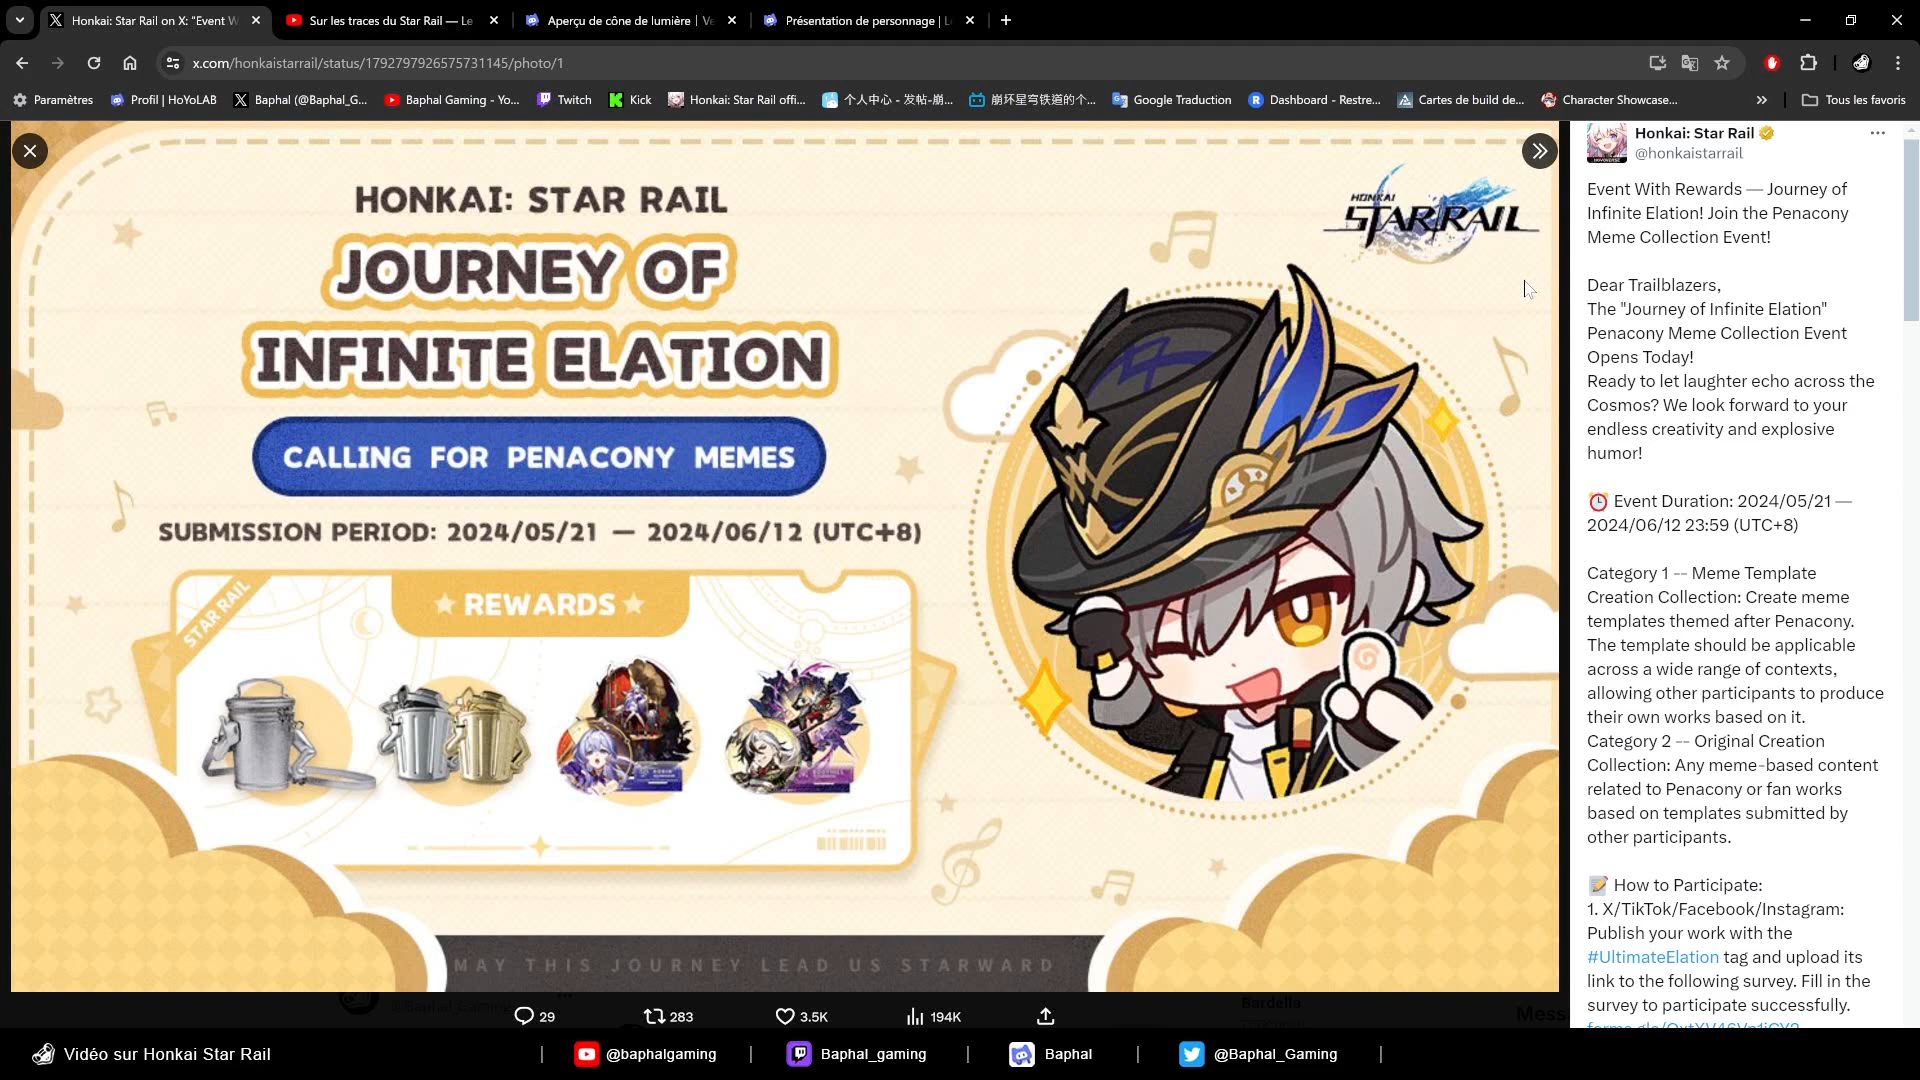 Honkai: Star Rail on X: "Event W
Sur les traces du Star Rail — Le
Aperçu de cône de lumière | Ve
Présentation de personnage | L
x.com/honkaistarrail/status/1792797926575731145/photo/1
Paramètres
Profil | HoYoLAB
Baphal (@Baphal_G...
Baphal Gaming - Yo...
Twitch
Kick
Honkai: Star Rail offi...
个人中心 - 发帖-崩...
崩坏星穹铁道的个...
Google Traduction
Dashboard - Restre...
Cartes de build de...
Character Showcase...
Tous les favoris
HONKAI: STAR RAIL
JOURNEY OF
INFINITE ELATION
CALLING FOR PENACONY MEMES
SUBMISSION PERIOD: 2024/05/21 — 2024/06/12 (UTC+8)
STAR RAIL
REWARDS
HONKAI
STAR RAIL
MAY THIS JOURNEY LEAD US STARWARD
29
283
3.5K
194K
Honkai: Star Rail
@honkaistarrail
Event With Rewards — Journey of
Infinite Elation! Join the Penacony
Meme Collection Event!
Dear Trailblazers,
The "Journey of Infinite Elation"
Penacony Meme Collection Event
Opens Today!
Ready to let laughter echo across the
Cosmos? We look forward to your
endless creativity and explosive
humor!
⏰ Event Duration: 2024/05/21 —
2024/06/12 23:59 (UTC+8)
Category 1 -- Meme Template
Creation Collection: Create meme
templates themed after Penacony.
The template should be applicable
across a wide range of contexts,
allowing other participants to produce
their own works based on it.
Category 2 -- Original Creation
Collection: Any meme-based content
related to Penacony or fan works
based on templates submitted by
other participants.
📝 How to Participate:
1. X/TikTok/Facebook/Instagram:
Publish your work with the
#UltimateElation tag and upload its
link to the following survey. Fill in the
survey to participate successfully.
Bardella
Mess
@Baphal_Gaming
Vidéo sur Honkai Star Rail
@baphalgaming
Baphal_gaming
Baphal
@Baphal_Gaming